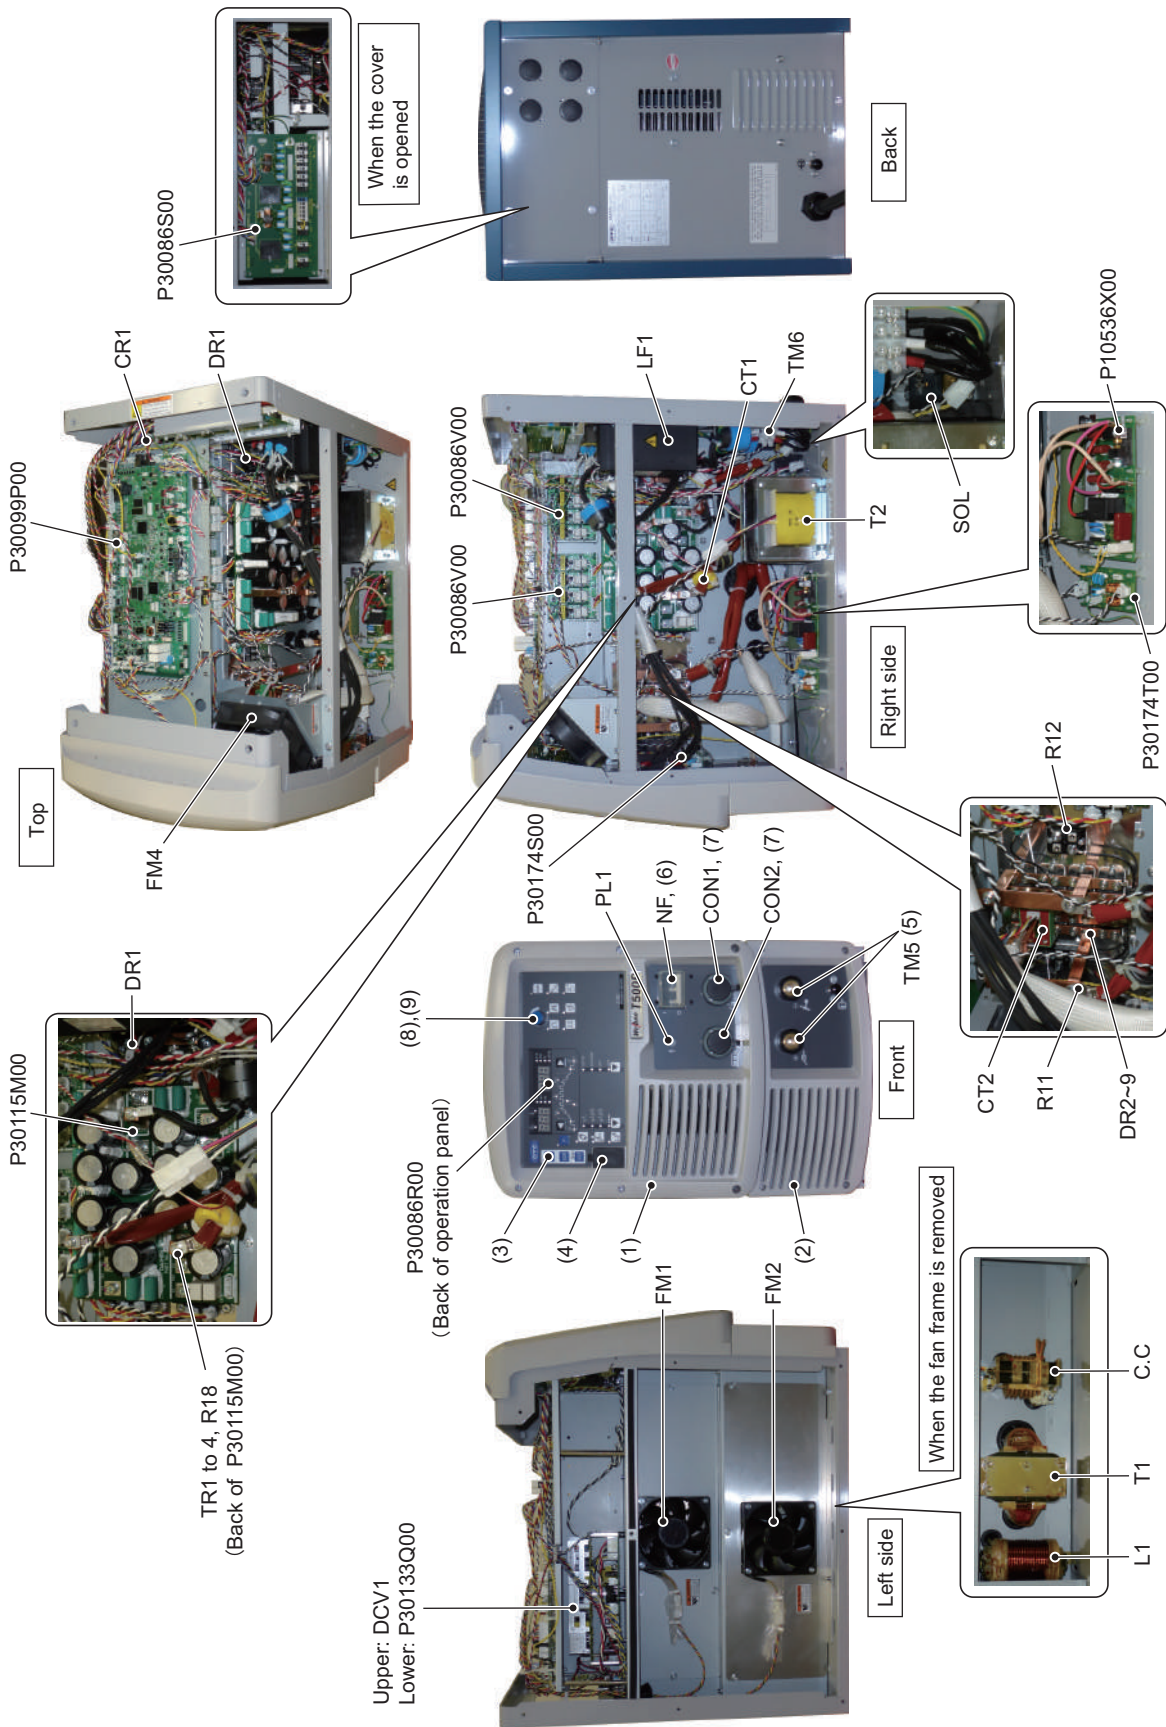 Top
P30099P00
CR1
DR1
FM4
P30086S00
When the cover
is opened
Back
P30115M00
DR1
TR1 to 4, R18
(Back of P30115M00)
P30086V00
P30086V00
LF1
CT1
TM6
T2
SOL
P10536X00
P30174T00
Right side
P30174S00
R12
CT2
R11
DR2~9
(8),(9)
PL1
NF, (6)
CON1, (7)
CON2, (7)
TM5 (5)
Front
P30086R00
(Back of operation panel)
(3)
(4)
(1)
(2)
T500P
Upper: DCV1
Lower: P30133Q00
FM1
FM2
Left side
When the fan frame is removed
L1
T1
C.C